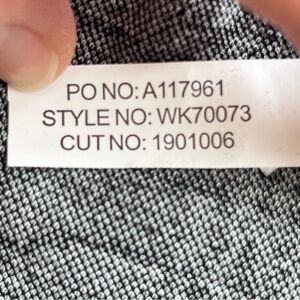 PO NO: A117961
STYLE NO: WK70073
CUT NO: 1901006